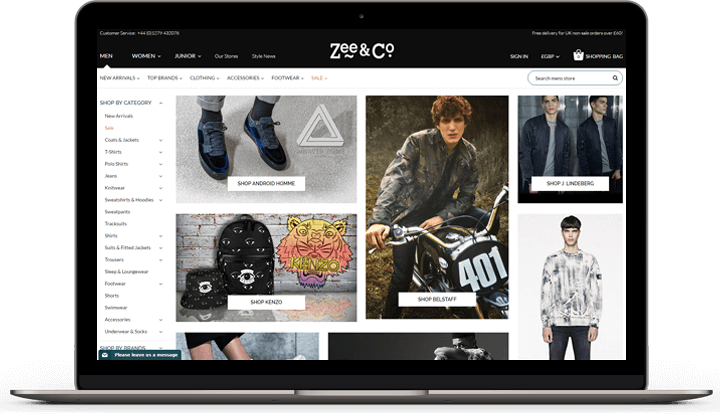 Customer Service: +44 (0)1279 430576
Free delivery for UK non-sale orders over £60!
MEN
WOMEN
JUNIOR
Our Stores
Style News
Zee & Co
SIGN IN
£GBP
SHOPPING BAG
NEW ARRIVALS
TOP BRANDS
CLOTHING
ACCESSORIES
FOOTWEAR
SALE
Search mens store
SHOP BY CATEGORY
New Arrivals
Sale
Coats & Jackets
T-Shirts
Polo Shirts
Jeans
Knitwear
Sweatshirts & Hoodies
Sweatpants
Tracksuits
Shirts
Suits & Fitted Jackets
Trousers
Sleep & Loungewear
Footwear
Shorts
Swimwear
Accessories
Underwear & Socks
SHOP BY BRANDS
Please leave us a message
SHOP ANDROID HOMME
KENZO
SHOP KENZO
401
SHOP BELSTAFF
SHOP J. LINDEBERG